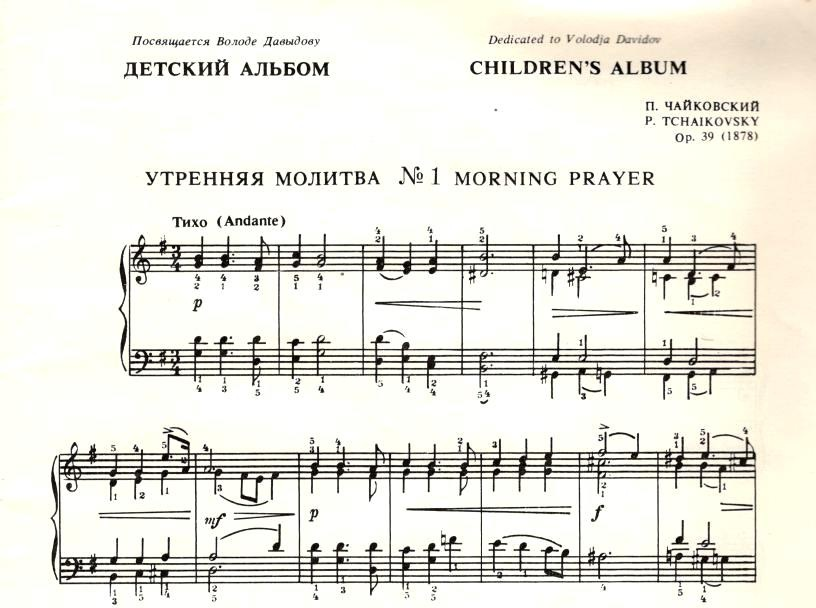 Посвящается Володе Давыдову
Dedicated to Volodja Davidov
ДЕТСКИЙ АЛЬБОМ
CHILDREN'S ALBUM
П. ЧАЙКОВСКИЙ
P. TCHAIKOVSKY
Op. 39 (1878)
УТРЕННЯЯ МОЛИТВА №1 MORNING PRAYER
Тихо (Andante)
p
mf
p
f